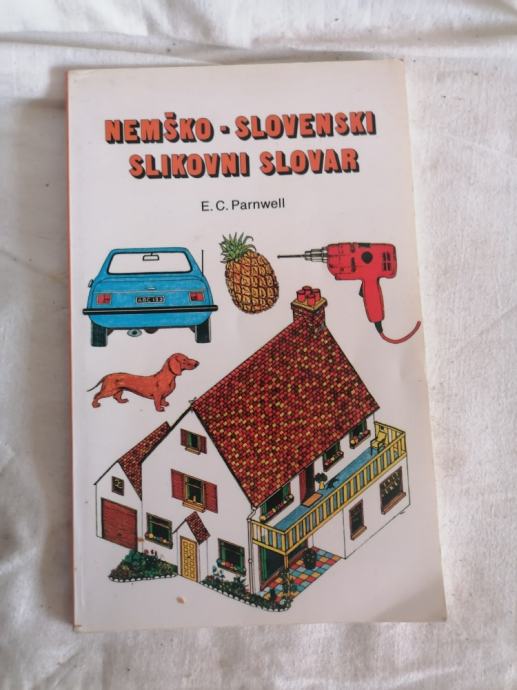 NEMŠKO - SLOVENSKI
SLIKOVNI SLOVAR
E. C. Parnwell